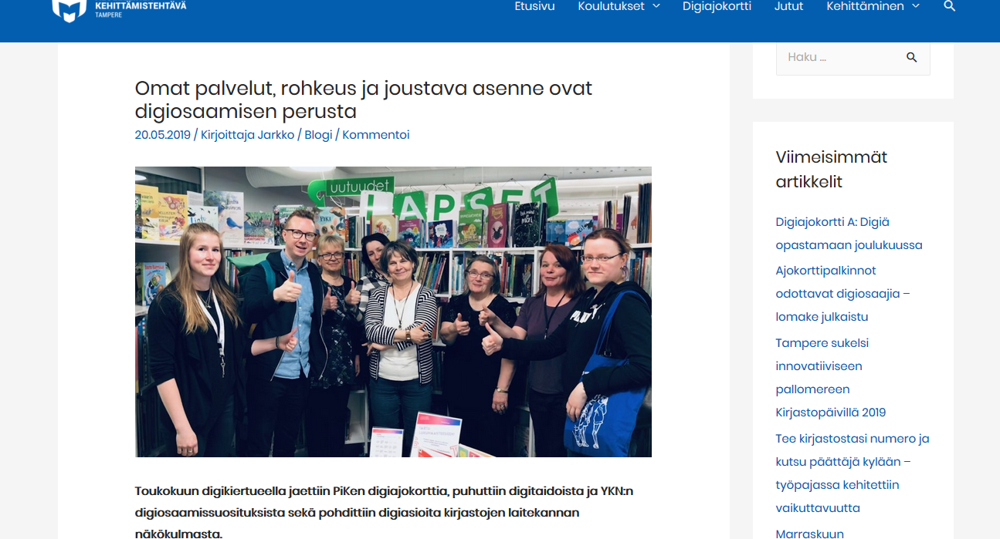 KEHITTÄMISTEHTÄVÄ
TAMPERE
Etusivu
Koulutukset
Digiajokortti
Jutut
Kehittäminen
Haku ...
Omat palvelut, rohkeus ja joustava asenne ovat
digiosaamisen perusta
20.05.2019 / Kirjoittaja Jarkko / Blogi / Kommentoi
uutuudet
LAPSET
PIKI
Toukokuun digikiertueella jaettiin PiKen digiajokorttia, puhuttiin digitaidoista ja YKN:n
digiosaamissuosituksista sekä pohdittiin digiasioita kirjastojen laitekannan
näkökulmasta.
Viimeisimmät
artikkelit
Digiajokortti A: Digiä
opastamaan joulukuussa
Ajokorttipalkinnot
odottavat digiosaajia –
lomake julkaistu
Tampere sukelsi
innovatiiviseen
pallomereen
Kirjastopäivillä 2019
Tee kirjastostasi numero ja
kutsu päättäjä kylään –
työpajassa kehitettiin
vaikuttavuutta
Marraskuun